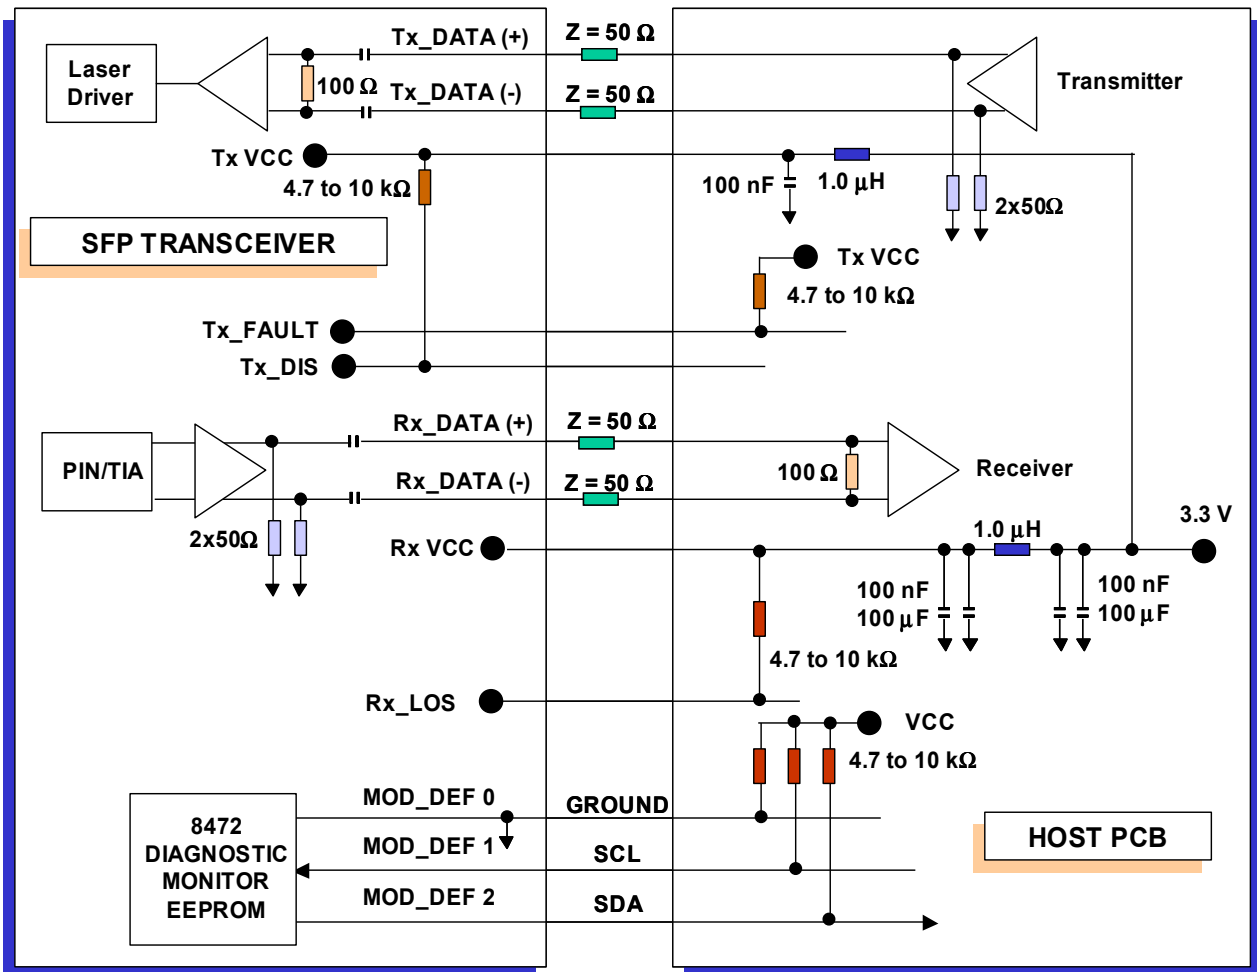 Tx_DATA (+)
Z = 50 Ω
Laser
Driver
100 Ω
Transmitter
Tx_DATA (-)
Z = 50 Ω
Tx VCC
4.7 to 10 kΩ
100 nF
1.0 μH
2x50Ω
SFP TRANSCEIVER
Tx VCC
4.7 to 10 kΩ
Tx_FAULT
Tx_DIS
Rx_DATA (+)
Z = 50 Ω
PIN/TIA
100 Ω
Receiver
Rx_DATA (-)
Z = 50 Ω
2x50Ω
3.3 V
Rx VCC
1.0 μH
100 nF
100 μF
100 nF
100 μF
4.7 to 10 kΩ
Rx_LOS
VCC
4.7 to 10 kΩ
MOD_DEF 0
GROUND
8472
DIAGNOSTIC
MONITOR
EEPROM
MOD_DEF 1
SCL
HOST PCB
MOD_DEF 2
SDA